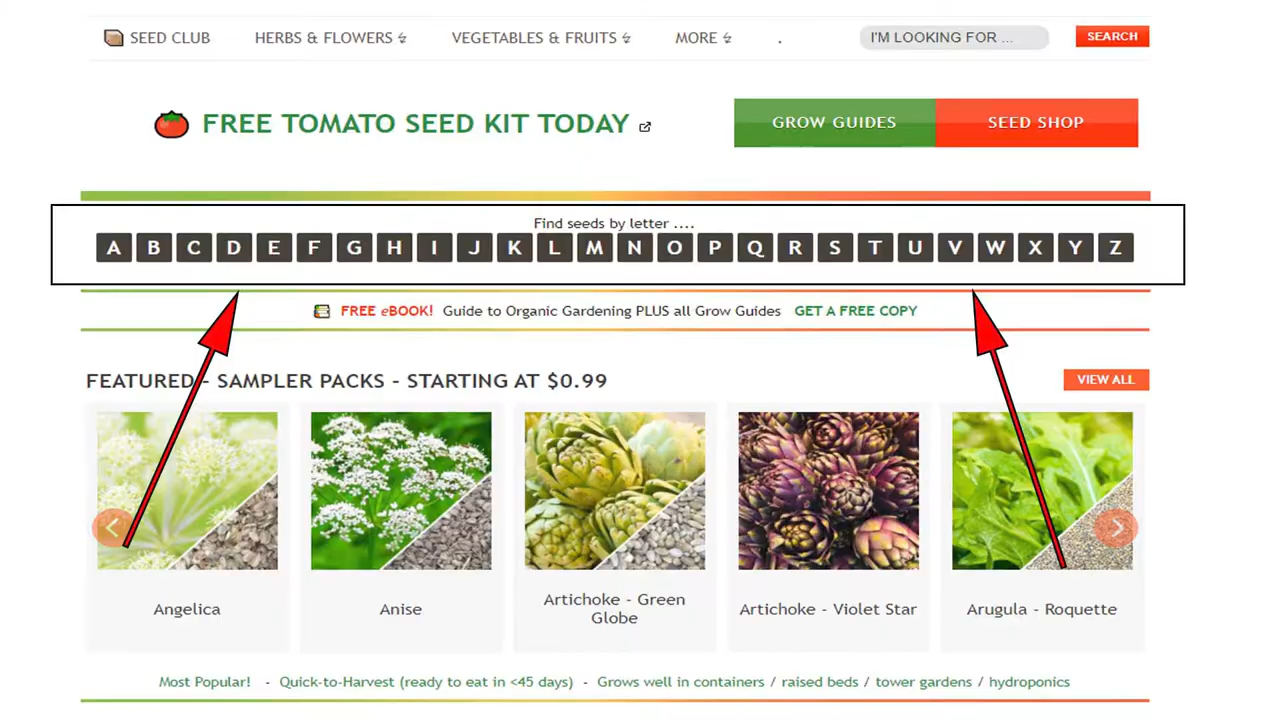 SEED CLUB HERBS & FLOWERS VEGETABLES & FRUITS MORE . I'M LOOKING FOR ... SEARCH
FREE TOMATO SEED KIT TODAY GROW GUIDES SEED SHOP
Find seeds by letter ....
A B C D E F G H I J K L M N O P Q R S T U V W X Y Z
FREE eBOOK! Guide to Organic Gardening PLUS all Grow Guides GET A FREE COPY
FEATURED - SAMPLER PACKS - STARTING AT $0.99 VIEW ALL
Angelica
Anise
Artichoke - Green
Globe
Artichoke - Violet Star
Arugula - Roquette
Most Popular! - Quick-to-Harvest (ready to eat in <45 days) - Grows well in containers / raised beds / tower gardens / hydroponics